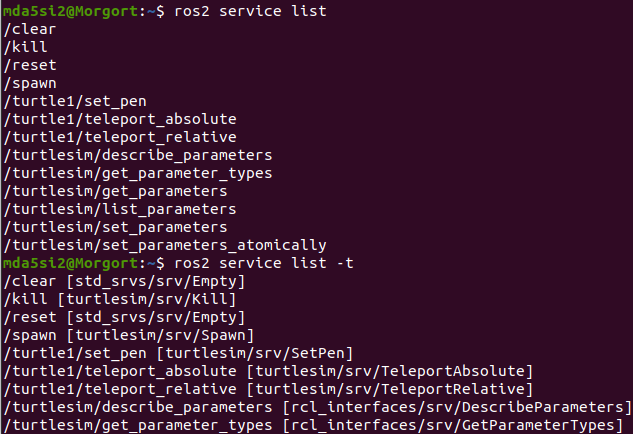 mda5si2@Morgort:~$ ros2 service list
/clear
/kill
/reset
/spawn
/turtle1/set_pen
/turtle1/teleport_absolute
/turtle1/teleport_relative
/turtlesim/describe_parameters
/turtlesim/get_parameter_types
/turtlesim/get_parameters
/turtlesim/list_parameters
/turtlesim/set_parameters
/turtlesim/set_parameters_atomically
mda5si2@Morgort:~$ ros2 service list -t
/clear [std_srvs/srv/Empty]
/kill [turtlesim/srv/Kill]
/reset [std_srvs/srv/Empty]
/spawn [turtlesim/srv/Spawn]
/turtle1/set_pen [turtlesim/srv/SetPen]
/turtle1/teleport_absolute [turtlesim/srv/TeleportAbsolute]
/turtle1/teleport_relative [turtlesim/srv/TeleportRelative]
/turtlesim/describe_parameters [rcl_interfaces/srv/DescribeParameters]
/turtlesim/get_parameter_types [rcl_interfaces/srv/GetParameterTypes]